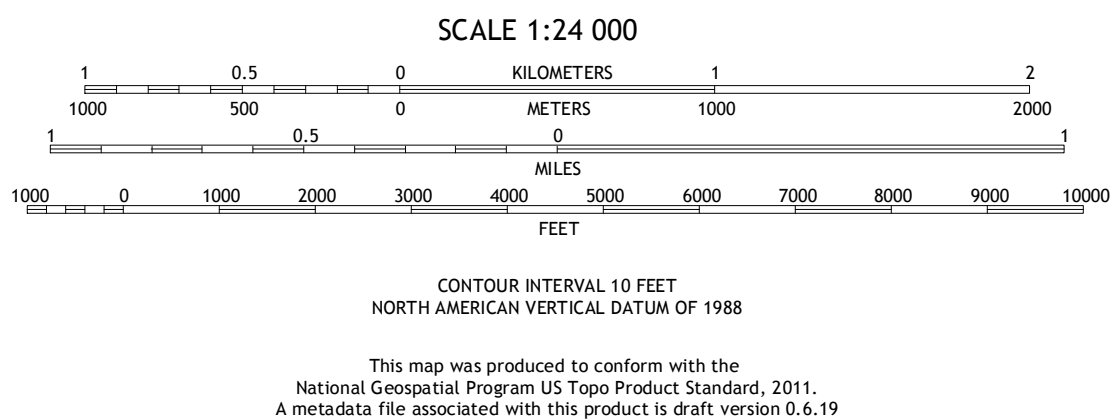 SCALE 1:24 000
1 0.5 0 KILOMETERS 1 2
1000 500 0 METERS 1000 2000
1 0.5 0 1
MILES
1000 0 1000 2000 3000 4000 5000 6000 7000 8000 9000 10000
FEET
CONTOUR INTERVAL 10 FEET
NORTH AMERICAN VERTICAL DATUM OF 1988
This map was produced to conform with the
National Geospatial Program US Topo Product Standard, 2011.
A metadata file associated with this product is draft version 0.6.19